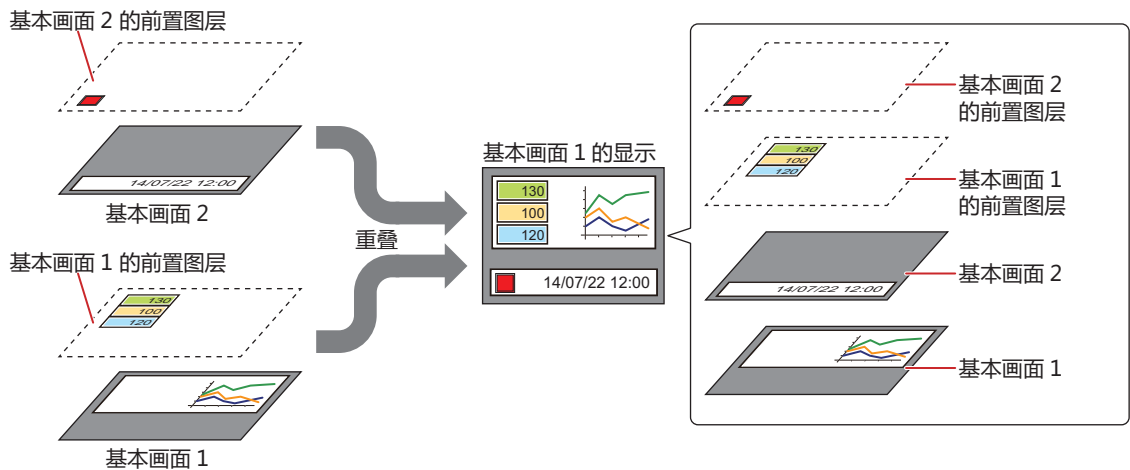 基本画面 2 的前置图层
14/07/22 12:00
基本画面 2
基本画面 1 的前置图层
130
100
120
基本画面 1
重叠
基本画面 1 的显示
130
100
120
14/07/22 12:00
基本画面 2
的前置图层
130
100
120
基本画面 1
的前置图层
14/07/22 12:00
基本画面 2
基本画面 1